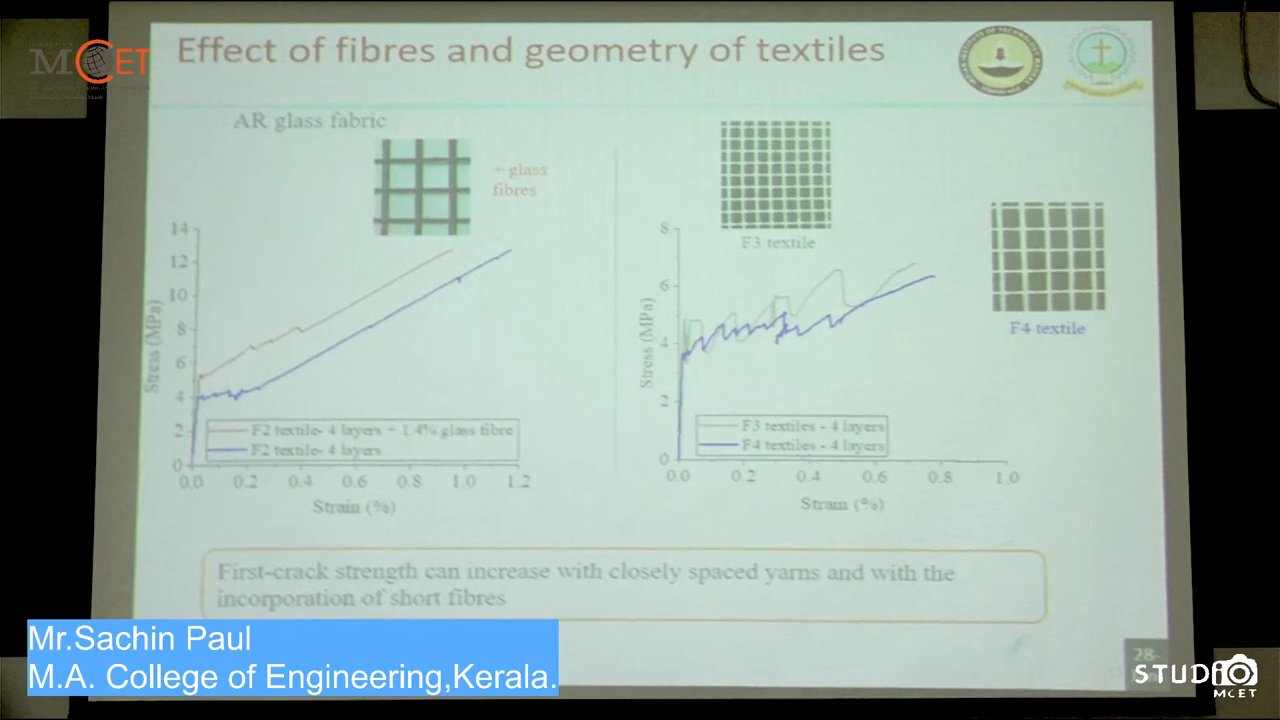 MCET
Effect of fibres and geometry of textiles
AR glass fabric
+ glass
fibres
F3 textile
F4 textile
14
12
10
8
6
4
2
0
Stress (MPa)
F2 textile- 4 layers + 1.4% glass fibre
F2 textile- 4 layers
0.0 0.2 0.4 0.6 0.8 1.0 1.2
Strain (%)
8
6
4
2
0
Stress (MPa)
F3 textiles - 4 layers
F4 textiles - 4 layers
0.0 0.2 0.4 0.6 0.8 1.0
Strain (%)
First-crack strength can increase with closely spaced yarns and with the
incorporation of short fibres
Mr.Sachin Paul
M.A. College of Engineering,Kerala.
28
STUDIO
MCET